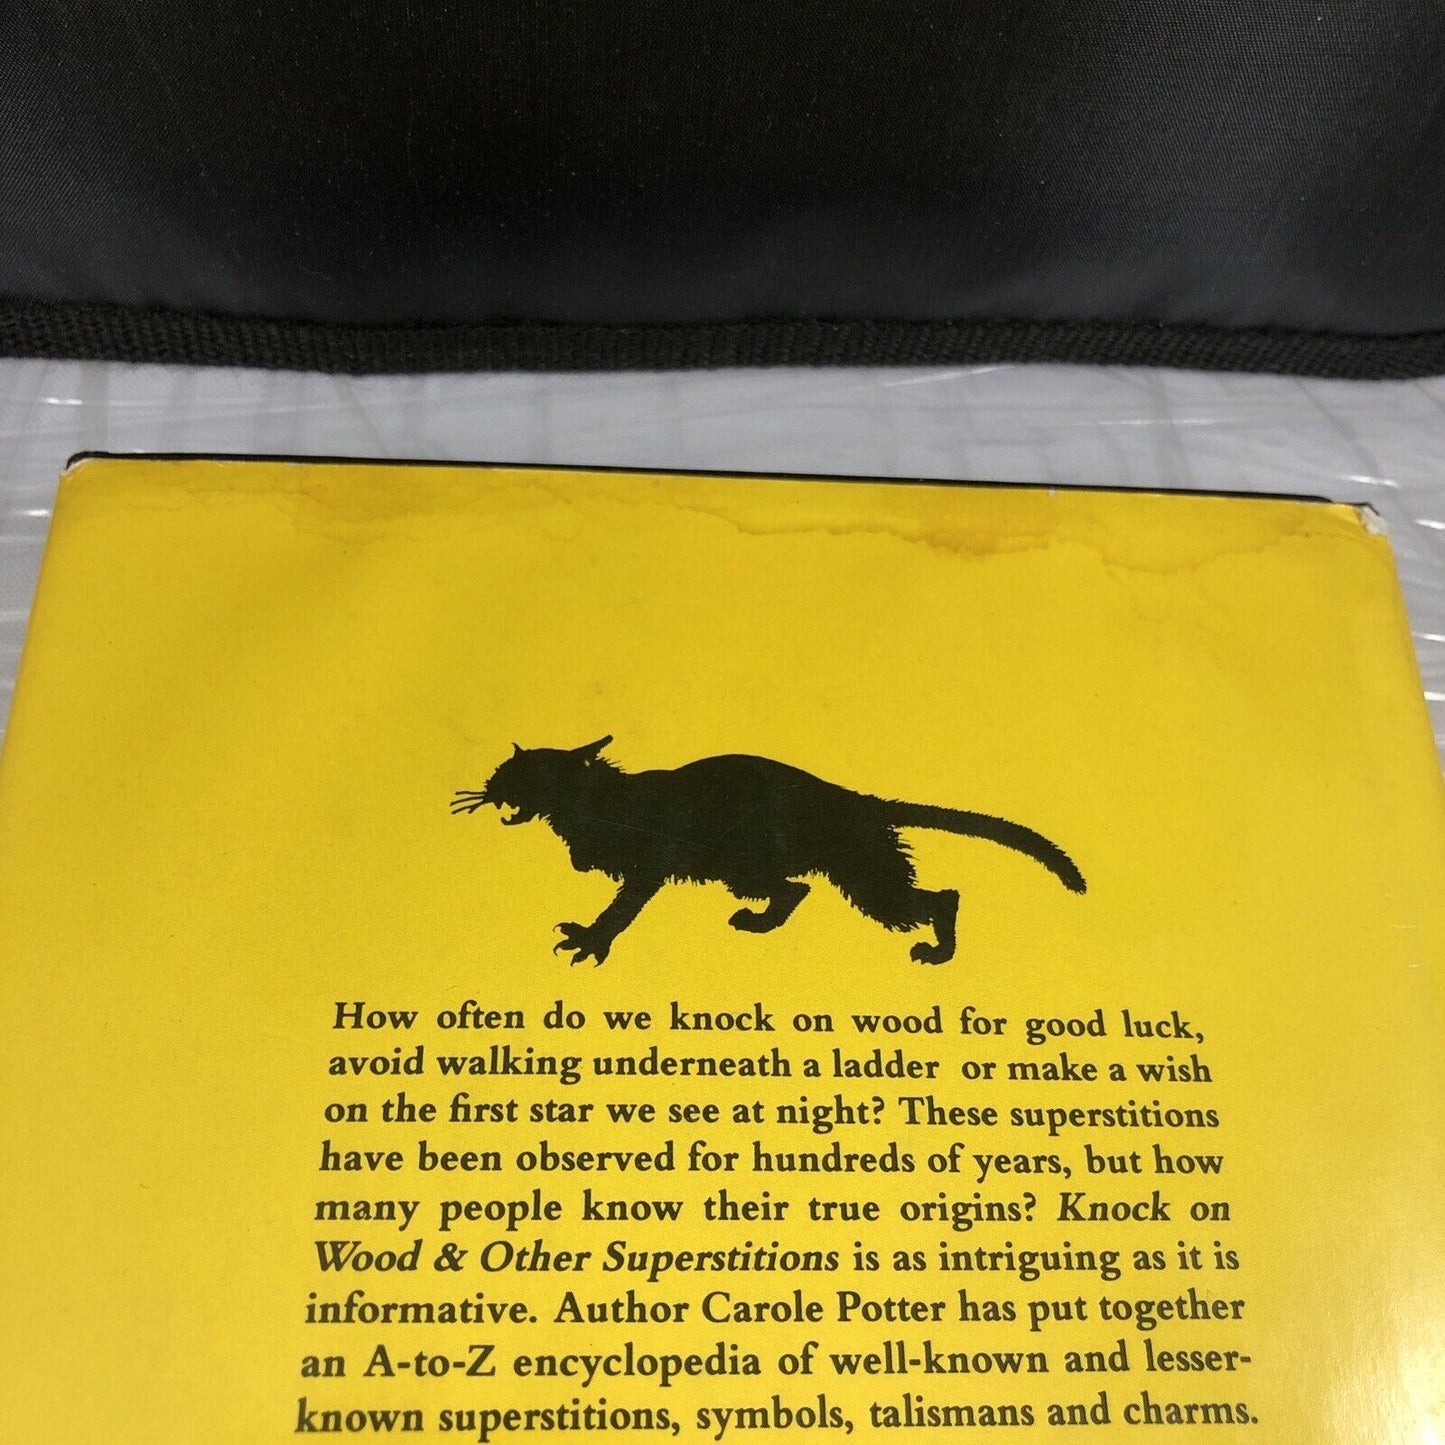 How often do we knock on wood for good luck,
avoid walking underneath a ladder or make a wish
on the first star we see at night? These superstitions
have been observed for hundreds of years, but how
many people know their true origins? Knock on
Wood & Other Superstitions is as intriguing as it is
informative. Author Carole Potter has put together
an A-to-Z encyclopedia of well-known and lesser-
known superstitions, symbols, talismans and charms.